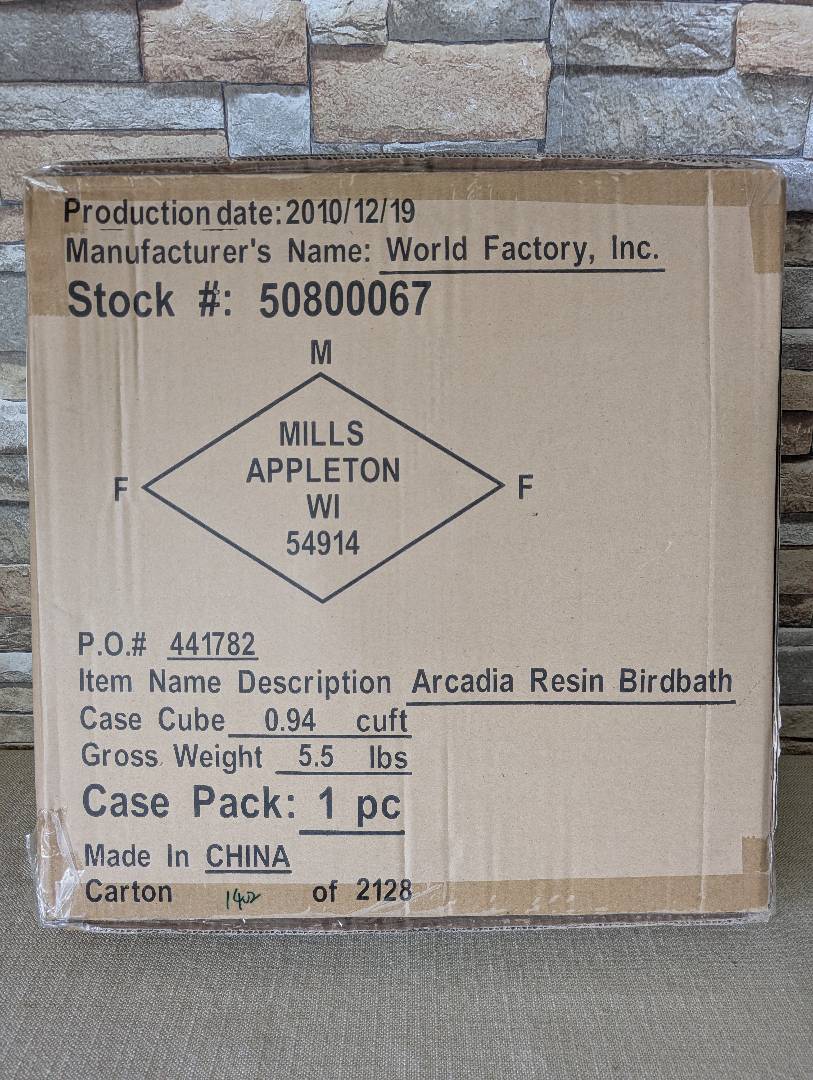 Production date: 2010/12/19
Manufacturer's Name: World Factory, Inc.
Stock #: 50800067
M
MILLS
APPLETON
F WI F
54914
P.O.# 441782
Item Name Description Arcadia Resin Birdbath
Case Cube 0.94 cuft
Gross Weight 5.5 lbs
Case Pack: 1 pc
Made In CHINA
Carton of 2128